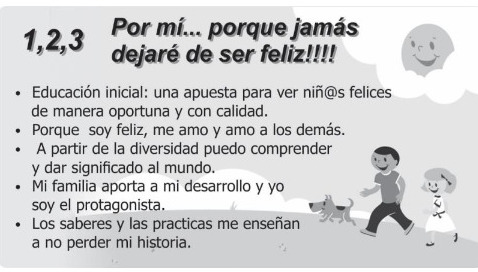 1,2,3
Por mí... porque jamás
dejaré de ser feliz!!!!
• Educación inicial: una apuesta para ver niñ@s felices
de manera oportuna y con calidad.
• Porque soy feliz, me amo y amo a los demás.
• A partir de la diversidad puedo comprender
y dar significado al mundo.
• Mi familia aporta a mi desarrollo y yo
soy el protagonista.
• Los saberes y las practicas me enseñan
a no perder mi historia.